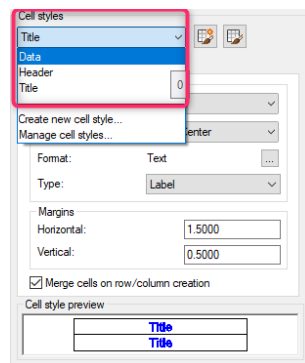 Cell styles
Title
Data
Header
Title
0
Create new cell style...
Manage cell styles...
Format: Text ...
Type: Label
Margins
Horizontal: 1.5000
Vertical: 0.5000
Merge cells on row/column creation
Cell style preview
Title
Title